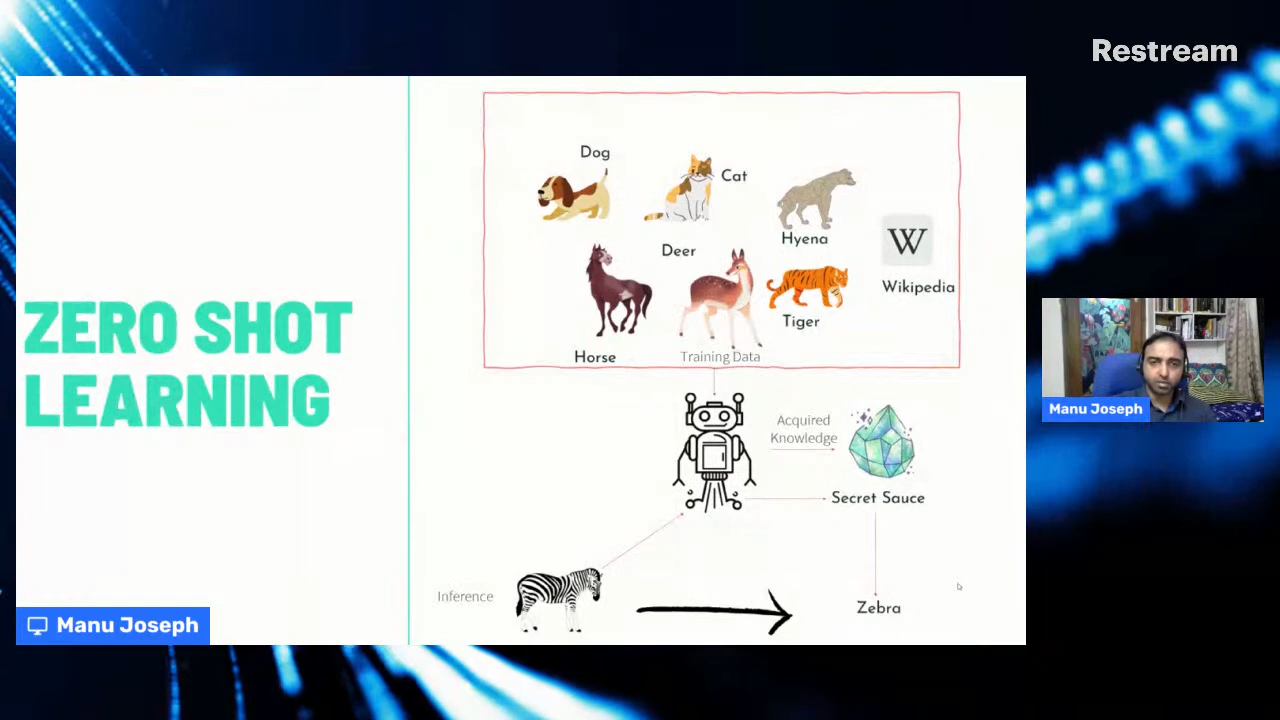 Restream
Dog
Cat
Hyena
Deer
W
Wikipedia
Tiger
Horse
Training Data
ZERO SHOT
LEARNING
Acquired
Knowledge
Secret Sauce
Inference
Zebra
Manu Joseph
Manu Joseph